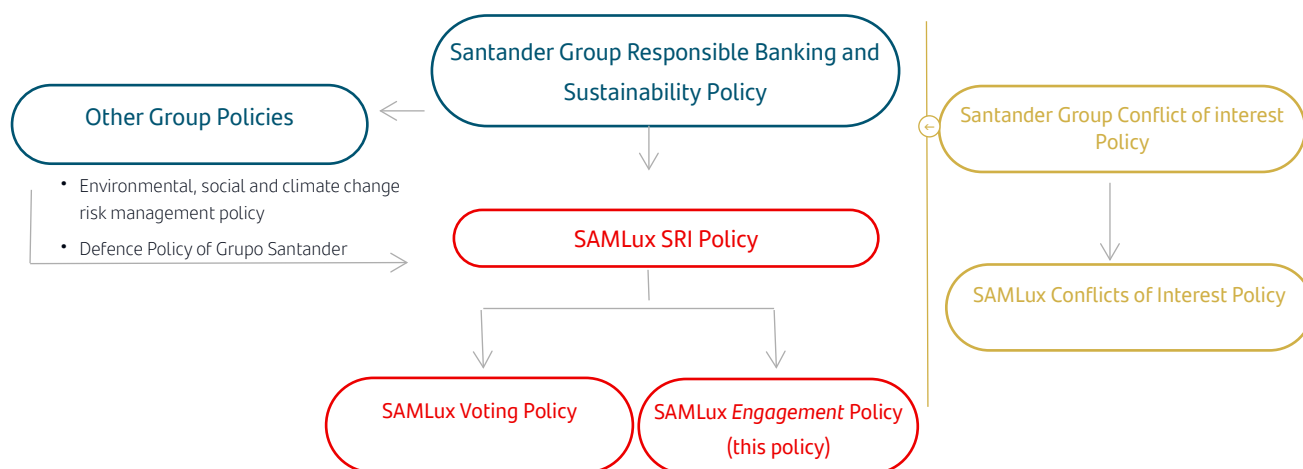 Santander Group Responsible Banking and
Sustainability Policy
Other Group Policies
• Environmental, social and climate change
risk management policy
• Defence Policy of Grupo Santander
←
Santander Group Conflict of interest
Policy
SAMLux SRI Policy
SAMLux Conflicts of Interest Policy
SAMLux Voting Policy
SAMLux Engagement Policy
(this policy)